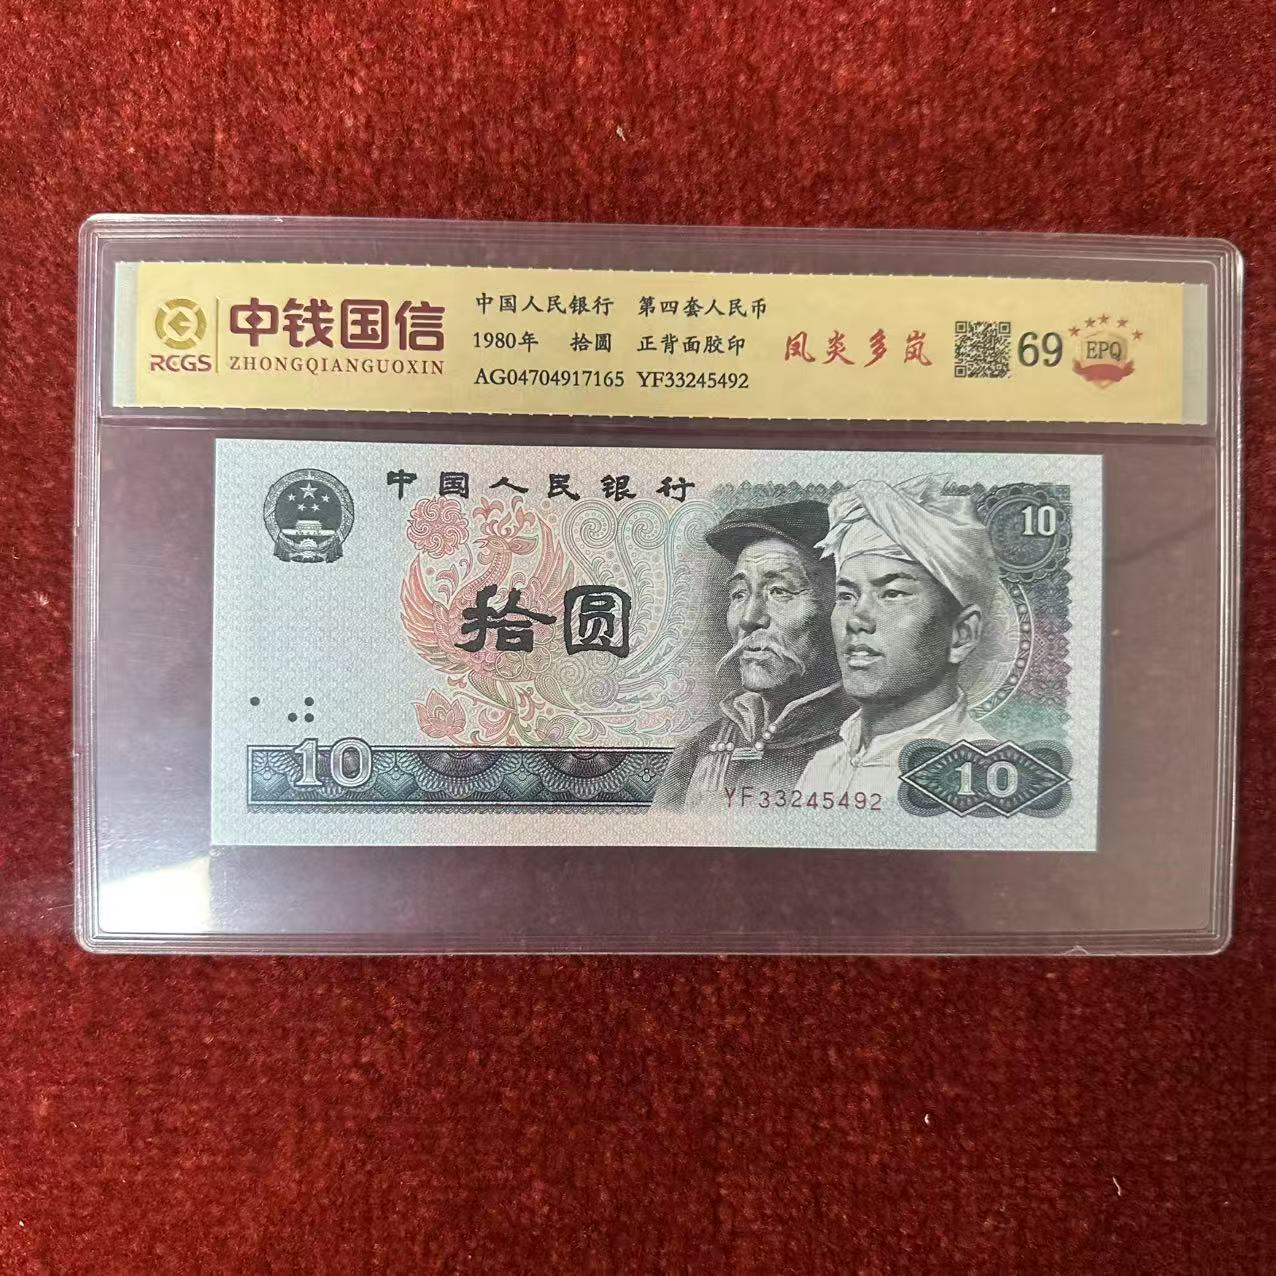 中钱国信
RCGS ZHONGQIANGUOXIN
中国人民银行 第四套人民币
1980年 拾圆 正背面胶印
AG04704917165 YF33245492
凤炎多岚
69
EPQ
中国人民银行
10
拾圆
10
YF33245492
10